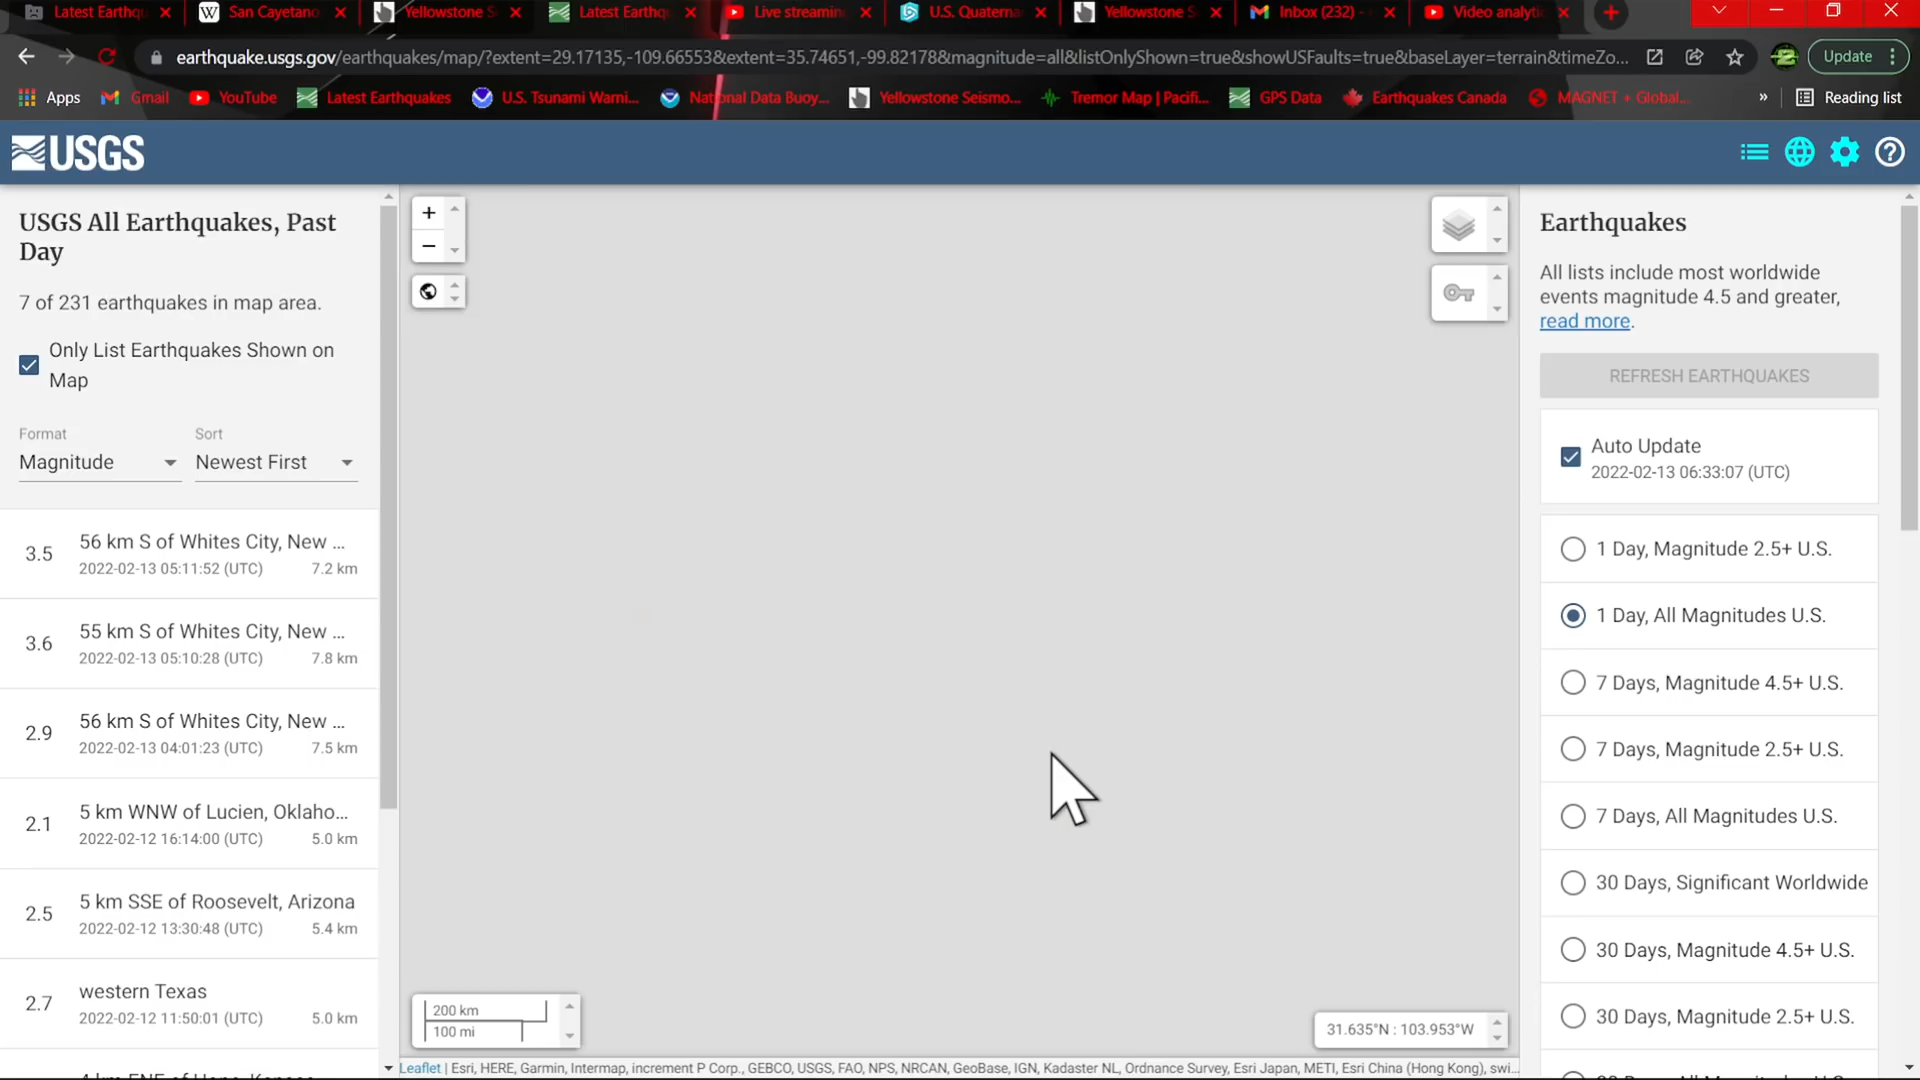 Latest Earthq
San Cayetano
Yellowstone S
Latest Earthq
Live streamin
U.S. Quaterna
Yellowstone S
Inbox (232) -
Video analyti
earthquake.usgs.gov/earthquakes/map/?extent=29.17135,-109.66553&extent=35.74651,-99.82178&magnitude=all&listOnlyShown=true&showUSFaults=true&baseLayer=terrain&timeZo...
Update
Apps
Gmail
YouTube
Latest Earthquakes
U.S. Tsunami Warni...
National Data Buoy...
Yellowstone Seismo...
Tremor Map | Pacifi...
GPS Data
Earthquakes Canada
MAGNET + Global...
»
Reading list
USGS
USGS All Earthquakes, Past
Day
7 of 231 earthquakes in map area.
Only List Earthquakes Shown on
Map
Format
Sort
Magnitude
Newest First
3.5
56 km S of Whites City, New ...
2022-02-13 05:11:52 (UTC)
7.2 km
3.6
55 km S of Whites City, New ...
2022-02-13 05:10:28 (UTC)
7.8 km
2.9
56 km S of Whites City, New ...
2022-02-13 04:01:23 (UTC)
7.5 km
2.1
5 km WNW of Lucien, Oklaho...
2022-02-12 16:14:00 (UTC)
5.0 km
2.5
5 km SSE of Roosevelt, Arizona
2022-02-12 13:30:48 (UTC)
5.4 km
2.7
western Texas
2022-02-12 11:50:01 (UTC)
5.0 km
+
−
200 km
100 mi
31.635°N : 103.953°W
Leaflet | Esri, HERE, Garmin, Intermap, increment P Corp., GEBCO, USGS, FAO, NPS, NRCAN, GeoBase, IGN, Kadaster NL, Ordnance Survey, Esri Japan, METI, Esri China (Hong Kong), swi...
Earthquakes
All lists include most worldwide
events magnitude 4.5 and greater,
read more.
REFRESH EARTHQUAKES
Auto Update
2022-02-13 06:33:07 (UTC)
1 Day, Magnitude 2.5+ U.S.
1 Day, All Magnitudes U.S.
7 Days, Magnitude 4.5+ U.S.
7 Days, Magnitude 2.5+ U.S.
7 Days, All Magnitudes U.S.
30 Days, Significant Worldwide
30 Days, Magnitude 4.5+ U.S.
30 Days, Magnitude 2.5+ U.S.